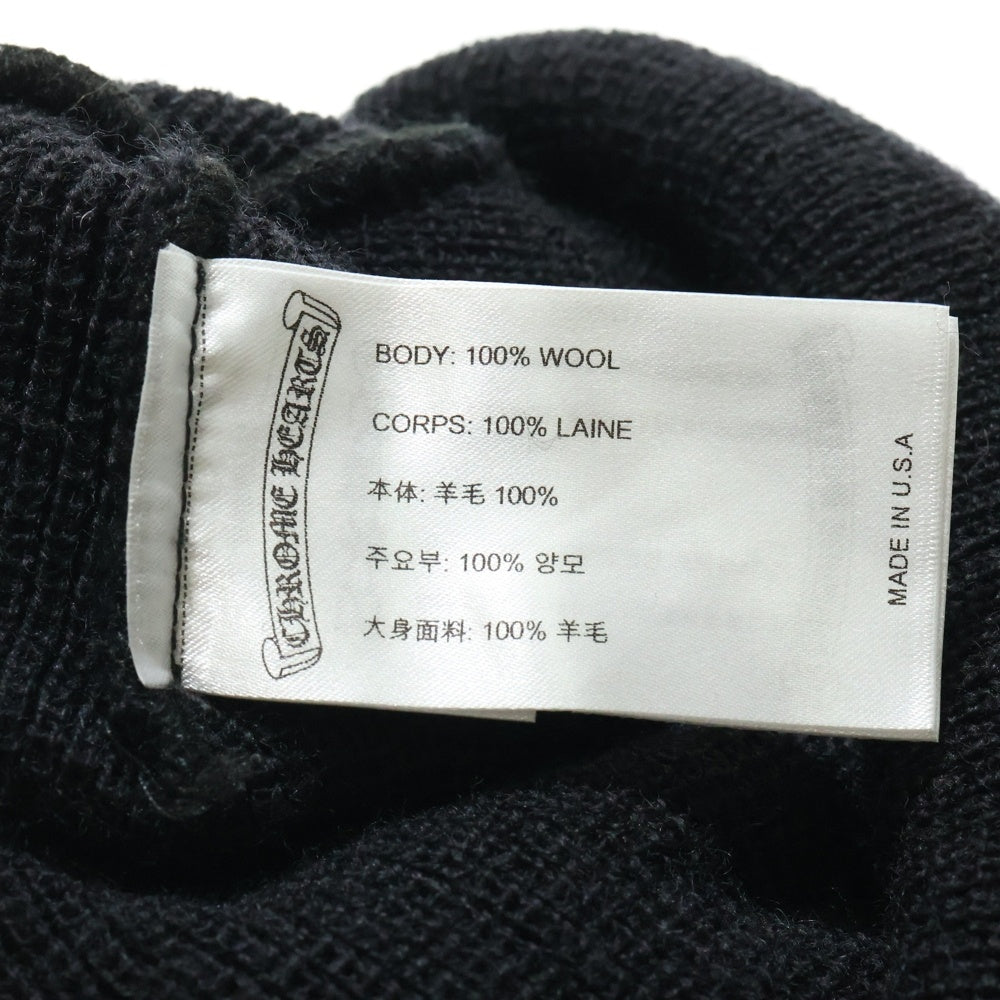 CHROME HEARTS
BODY: 100% WOOL
CORPS: 100% LAINE
本体: 羊毛 100%
주요부: 100% 양모
大身面料: 100% 羊毛
MADE IN U.S.A